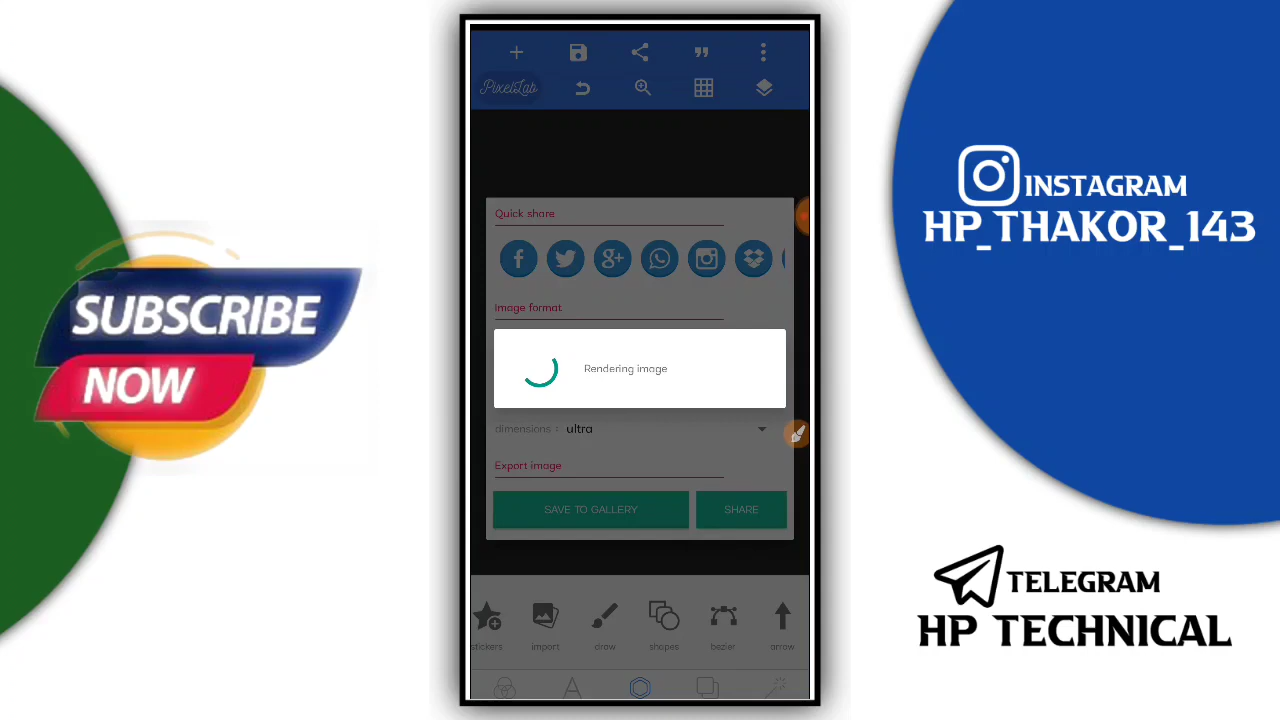 PixelLab
Quick share
Image format
Rendering image
dimensions : ultra
Export image
SAVE TO GALLERY
SHARE
stickers
import
draw
shapes
bezier
arrow
SUBSCRIBE
NOW
INSTAGRAM
HP_THAKOR_143
TELEGRAM
HP TECHNICAL